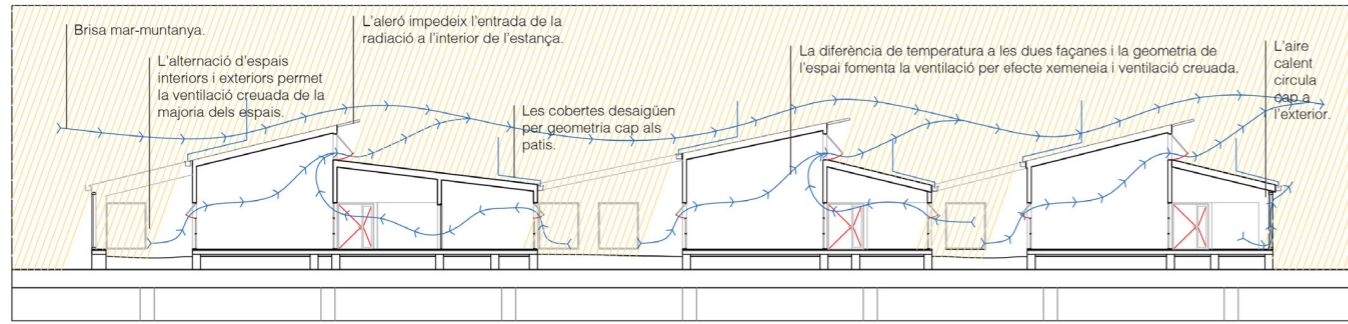 Brisa mar-muntanya.
L'alternació d'espais
interiors i exteriors permet
la ventilació creuada de la
majoria dels espais.
L'aleró impedeix l'entrada de la
radiació a l'interior de l'estança.
Les cobertes desaigüen
per geometria cap als
patis.
La diferència de temperatura a les dues façanes i la geometria de
l'espai fomenta la ventilació per efecte xemeneia i ventilació creuada.
L'aire
calent
circula
cap a
l'exterior.